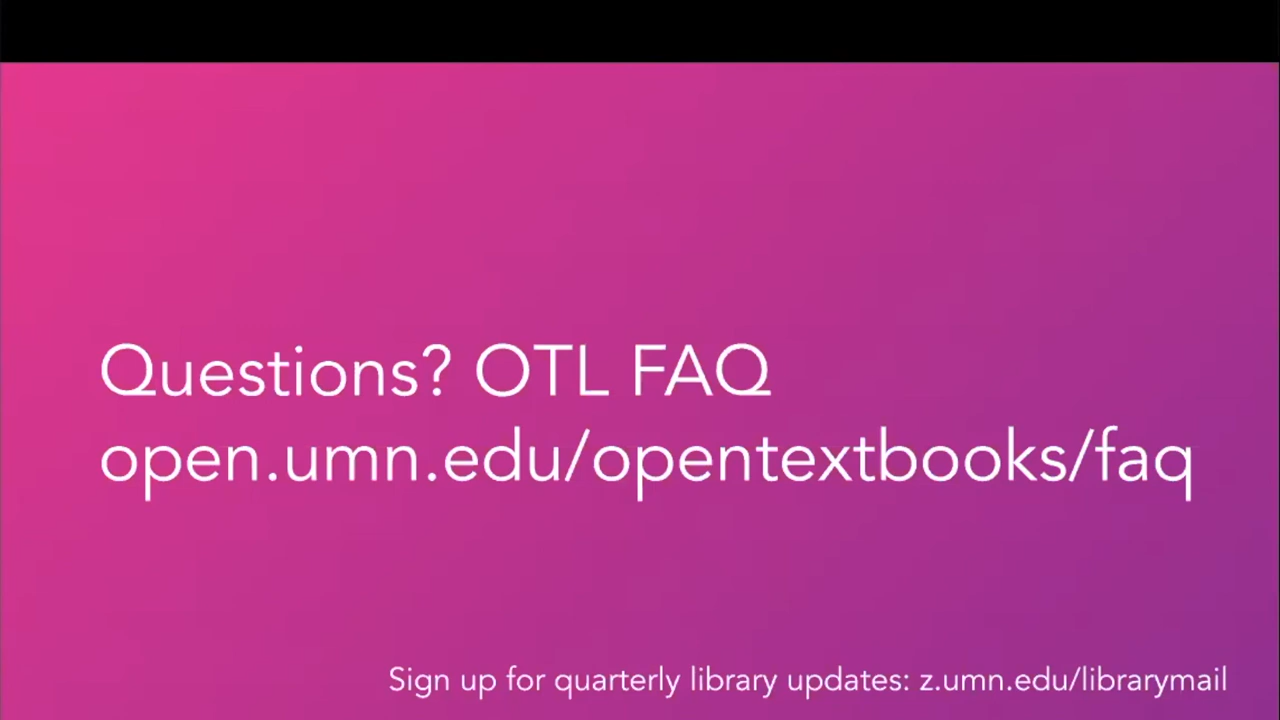 Questions? OTL FAQ
open.umn.edu/opentextbooks/faq
Sign up for quarterly library updates: z.umn.edu/librarymail